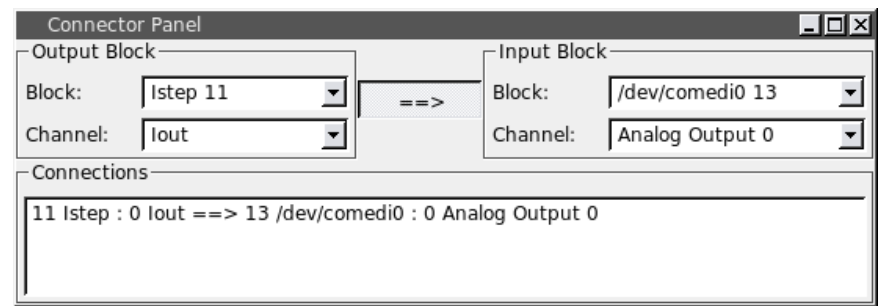 Connector Panel
Output Block
Block: Istep 11
Channel: Iout
==>
Input Block
Block: /dev/comedi0 13
Channel: Analog Output 0
Connections
11 Istep : 0 Iout ==> 13 /dev/comedi0 : 0 Analog Output 0